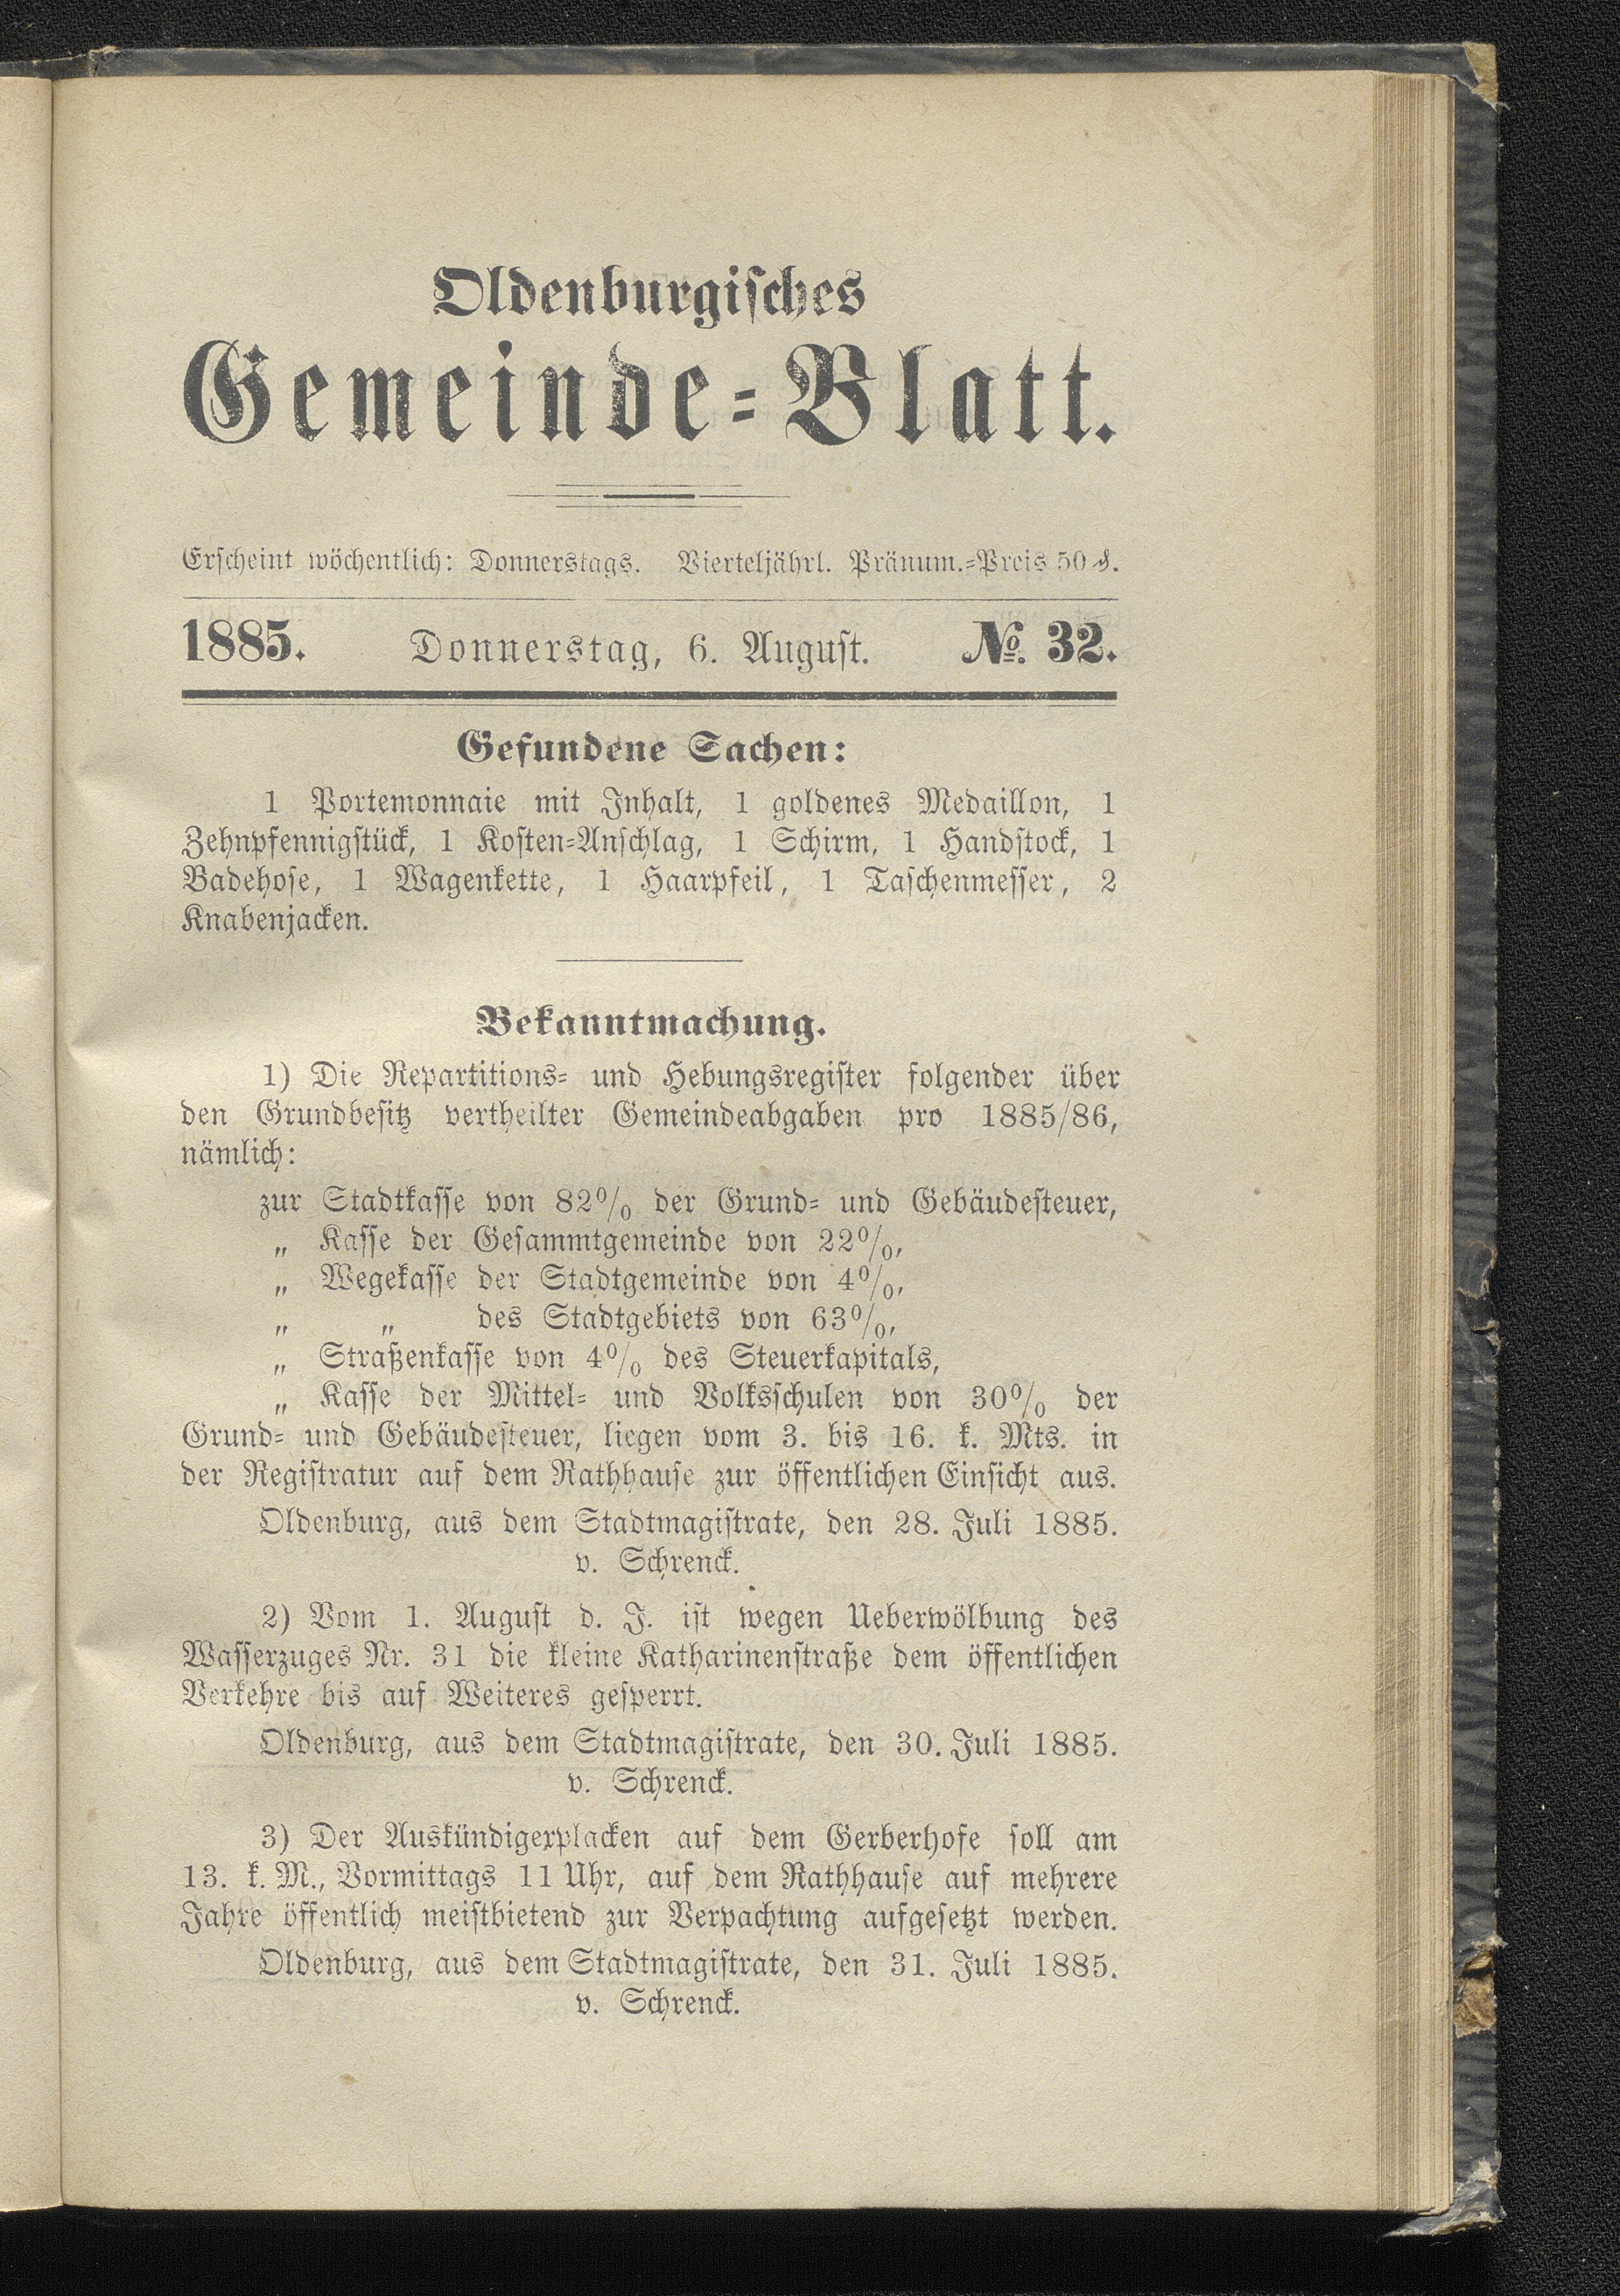 Oldenburgisches
Gemeinde-Blatt.
Erscheint wöchentlich: Donnerstags. Vierteljährl. Pränum.-Preis 50 ₰.
1885. Donnerstag, 6. August. №. 32.
Gefundene Sachen:
1 Portemonnaie mit Inhalt, 1 goldenes Medaillon, 1
Zehnpfennigstück, 1 Kosten-Anschlag, 1 Schirm, 1 Handstock, 1
Badehose, 1 Wagenkette, 1 Haarpfeil, 1 Taschenmesser, 2
Knabenjacken.
Bekanntmachung.
1) Die Repartitions- und Hebungsregister folgender über
den Grundbesitz vertheilter Gemeindeabgaben pro 1885/86,
nämlich:
zur Stadtkasse von 82% der Grund- und Gebäudesteuer,
„ Kasse der Gesammtgemeinde von 22%,
„ Wegekasse der Stadtgemeinde von 4%,
„ „ des Stadtgebiets von 63%,
„ Straßenkasse von 4% des Steuerkapitals,
„ Kasse der Mittel- und Volksschulen von 30% der
Grund- und Gebäudesteuer, liegen vom 3. bis 16. k. Mts. in
der Registratur auf dem Rathhause zur öffentlichen Einsicht aus.
Oldenburg, aus dem Stadtmagistrate, den 28. Juli 1885.
v. Schrenck.
2) Vom 1. August d. J. ist wegen Ueberwölbung des
Wasserzuges Nr. 31 die kleine Katharinenstraße dem öffentlichen
Verkehre bis auf Weiteres gesperrt.
Oldenburg, aus dem Stadtmagistrate, den 30. Juli 1885.
v. Schrenck.
3) Der Auskündigerplacken auf dem Gerberhofe soll am
13. k. M., Vormittags 11 Uhr, auf dem Rathhause auf mehrere
Jahre öffentlich meistbietend zur Verpachtung aufgesetzt werden.
Oldenburg, aus dem Stadtmagistrate, den 31. Juli 1885.
v. Schrenck.